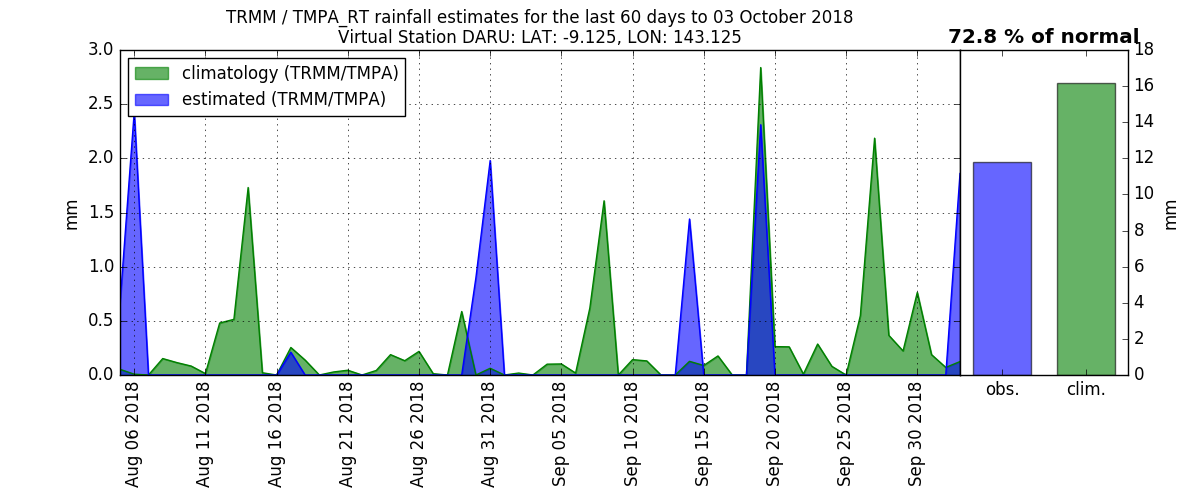 TRMM / TMPA_RT rainfall estimates for the last 60 days to 03 October 2018
Virtual Station DARU: LAT: -9.125, LON: 143.125
72.8 % of normal
climatology (TRMM/TMPA)
estimated (TRMM/TMPA)
3.0
2.5
2.0
1.5
1.0
0.5
0.0
mm
Aug 06 2018
Aug 11 2018
Aug 16 2018
Aug 21 2018
Aug 26 2018
Aug 31 2018
Sep 05 2018
Sep 10 2018
Sep 15 2018
Sep 20 2018
Sep 25 2018
Sep 30 2018
obs.
clim.
18
16
14
12
10
8
6
4
2
0
mm